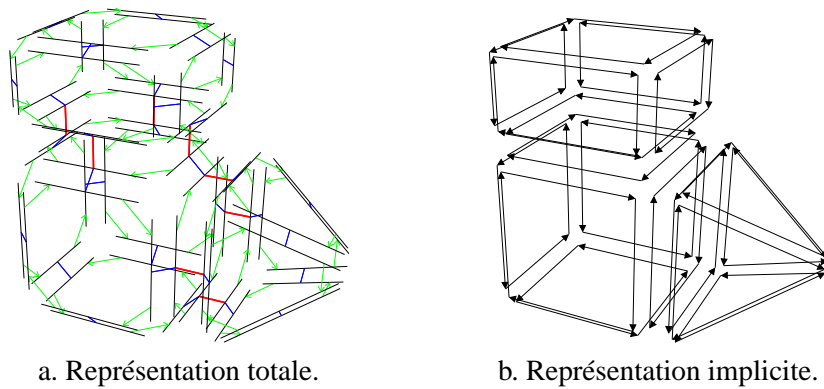 a. Représentation totale.
b. Représentation implicite.